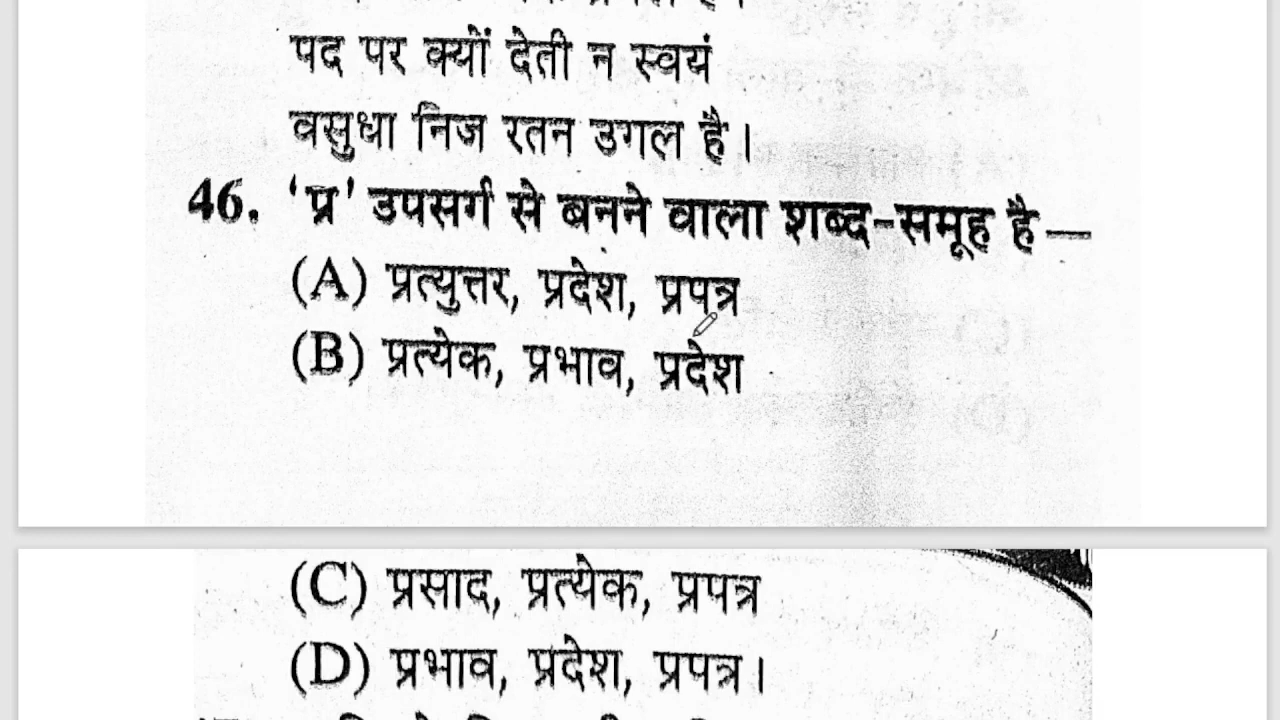 पद पर क्यों देती न स्वयं
वसुधा निज रतन उगल है।
46. 'प्र' उपसर्ग से बनने वाला शब्द-समूह है—
(A) प्रत्युत्तर, प्रदेश, प्रपत्र
(B) प्रत्येक, प्रभाव, प्रदेश
(C) प्रसाद, प्रत्येक, प्रपत्र
(D) प्रभाव, प्रदेश, प्रपत्र।